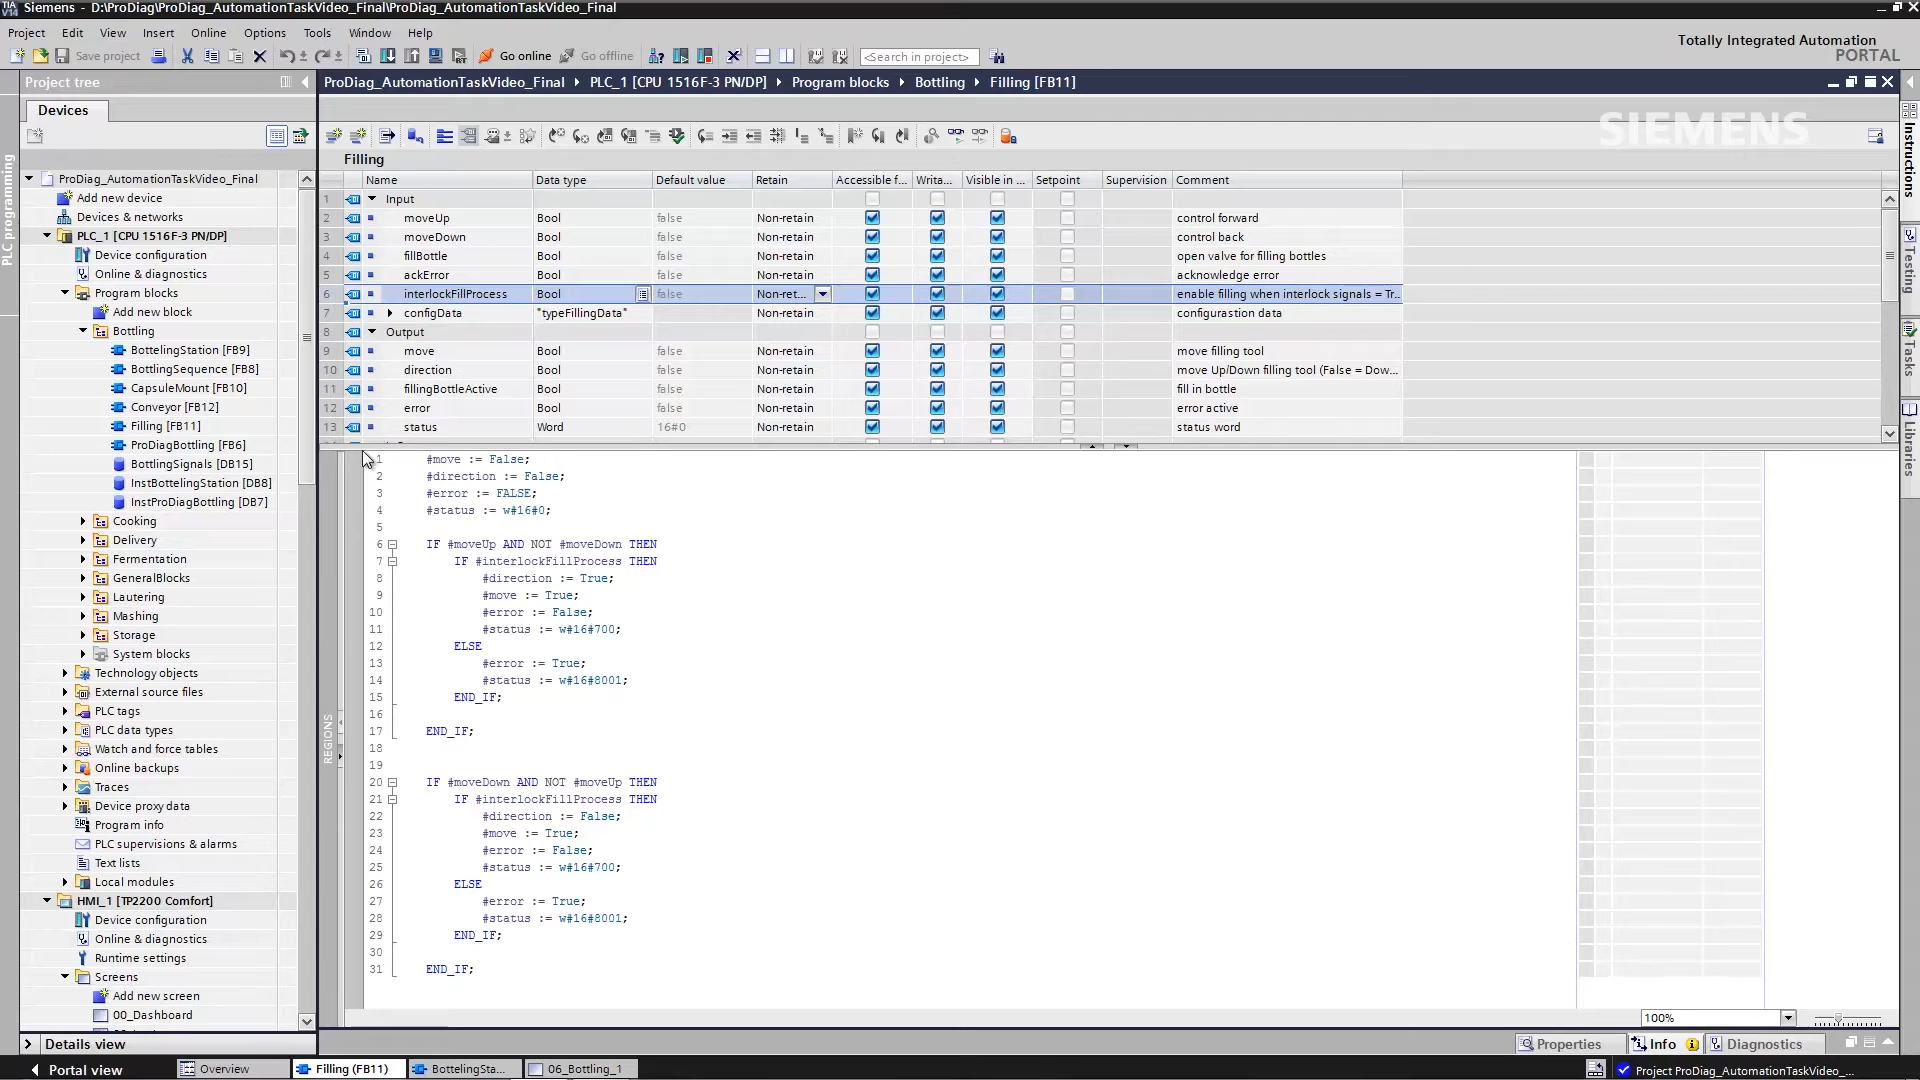 Siemens - D:\ProDiag\ProDiag_AutomationTaskVideo_Final\ProDiag_AutomationTaskVideo_Final
Project Edit View Insert Online Options Tools Window Help
Totally Integrated Automation
PORTAL
Save project
Go online
Go offline
<Search in project>
Project tree
ProDiag_AutomationTaskVideo_Final PLC_1 [CPU 1516F-3 PN/DP] Program blocks Bottling Filling [FB11]
Devices
SIEMENS
PLC programming
ProDiag_AutomationTaskVideo_Final
Add new device
Devices & networks
PLC_1 [CPU 1516F-3 PN/DP]
Device configuration
Online & diagnostics
Program blocks
Add new block
Bottling
BottelingStation [FB9]
BottlingSequence [FB8]
CapsuleMount [FB10]
Conveyor [FB12]
Filling [FB11]
ProDiagBottling [FB6]
BottlingSignals [DB15]
InstBottelingStation [DB8]
InstProDiagBottling [DB7]
Cooking
Delivery
Fermentation
GeneralBlocks
Lautering
Mashing
Storage
System blocks
Technology objects
External source files
PLC tags
PLC data types
Watch and force tables
Online backups
Traces
Device proxy data
Program info
PLC supervisions & alarms
Text lists
Local modules
HMI_1 [TP2200 Comfort]
Device configuration
Online & diagnostics
Runtime settings
Screens
Add new screen
00_Dashboard
Details view
Filling
Name Data type Default value Retain Accessible f... Writa... Visible in ... Setpoint Supervision Comment
1 Input
2 moveUp Bool false Non-retain control forward
3 moveDown Bool false Non-retain control back
4 fillBottle Bool false Non-retain open valve for filling bottles
5 ackError Bool false Non-retain acknowledge error
6 interlockFillProcess Bool false Non-ret... enable filling when interlock signals = Tr...
7 configData "typeFillingData" Non-retain configurastion data
8 Output
9 move Bool false Non-retain move filling tool
10 direction Bool false Non-retain move Up/Down filling tool (False = Dow...
11 fillingBottleActive Bool false Non-retain fill in bottle
12 error Bool false Non-retain error active
13 status Word 16#0 Non-retain status word
1 #move := False;
2 #direction := False;
3 #error := FALSE;
4 #status := w#16#0;
5
6 IF #moveUp AND NOT #moveDown THEN
7 IF #interlockFillProcess THEN
8 #direction := True;
9 #move := True;
10 #error := False;
11 #status := w#16#700;
12 ELSE
13 #error := True;
14 #status := w#16#8001;
15 END_IF;
16
17 END_IF;
18
19
20 IF #moveDown AND NOT #moveUp THEN
21 IF #interlockFillProcess THEN
22 #direction := False;
23 #move := True;
24 #error := False;
25 #status := w#16#700;
26 ELSE
27 #error := True;
28 #status := w#16#8001;
29 END_IF;
30
31 END_IF;
REGIONS
100%
Instructions
Testing
Tasks
Libraries
Properties Info Diagnostics
Portal view Overview Filling (FB11) BottelingSta... 06_Bottling_1
Project ProDiag_AutomationTaskVideo_...